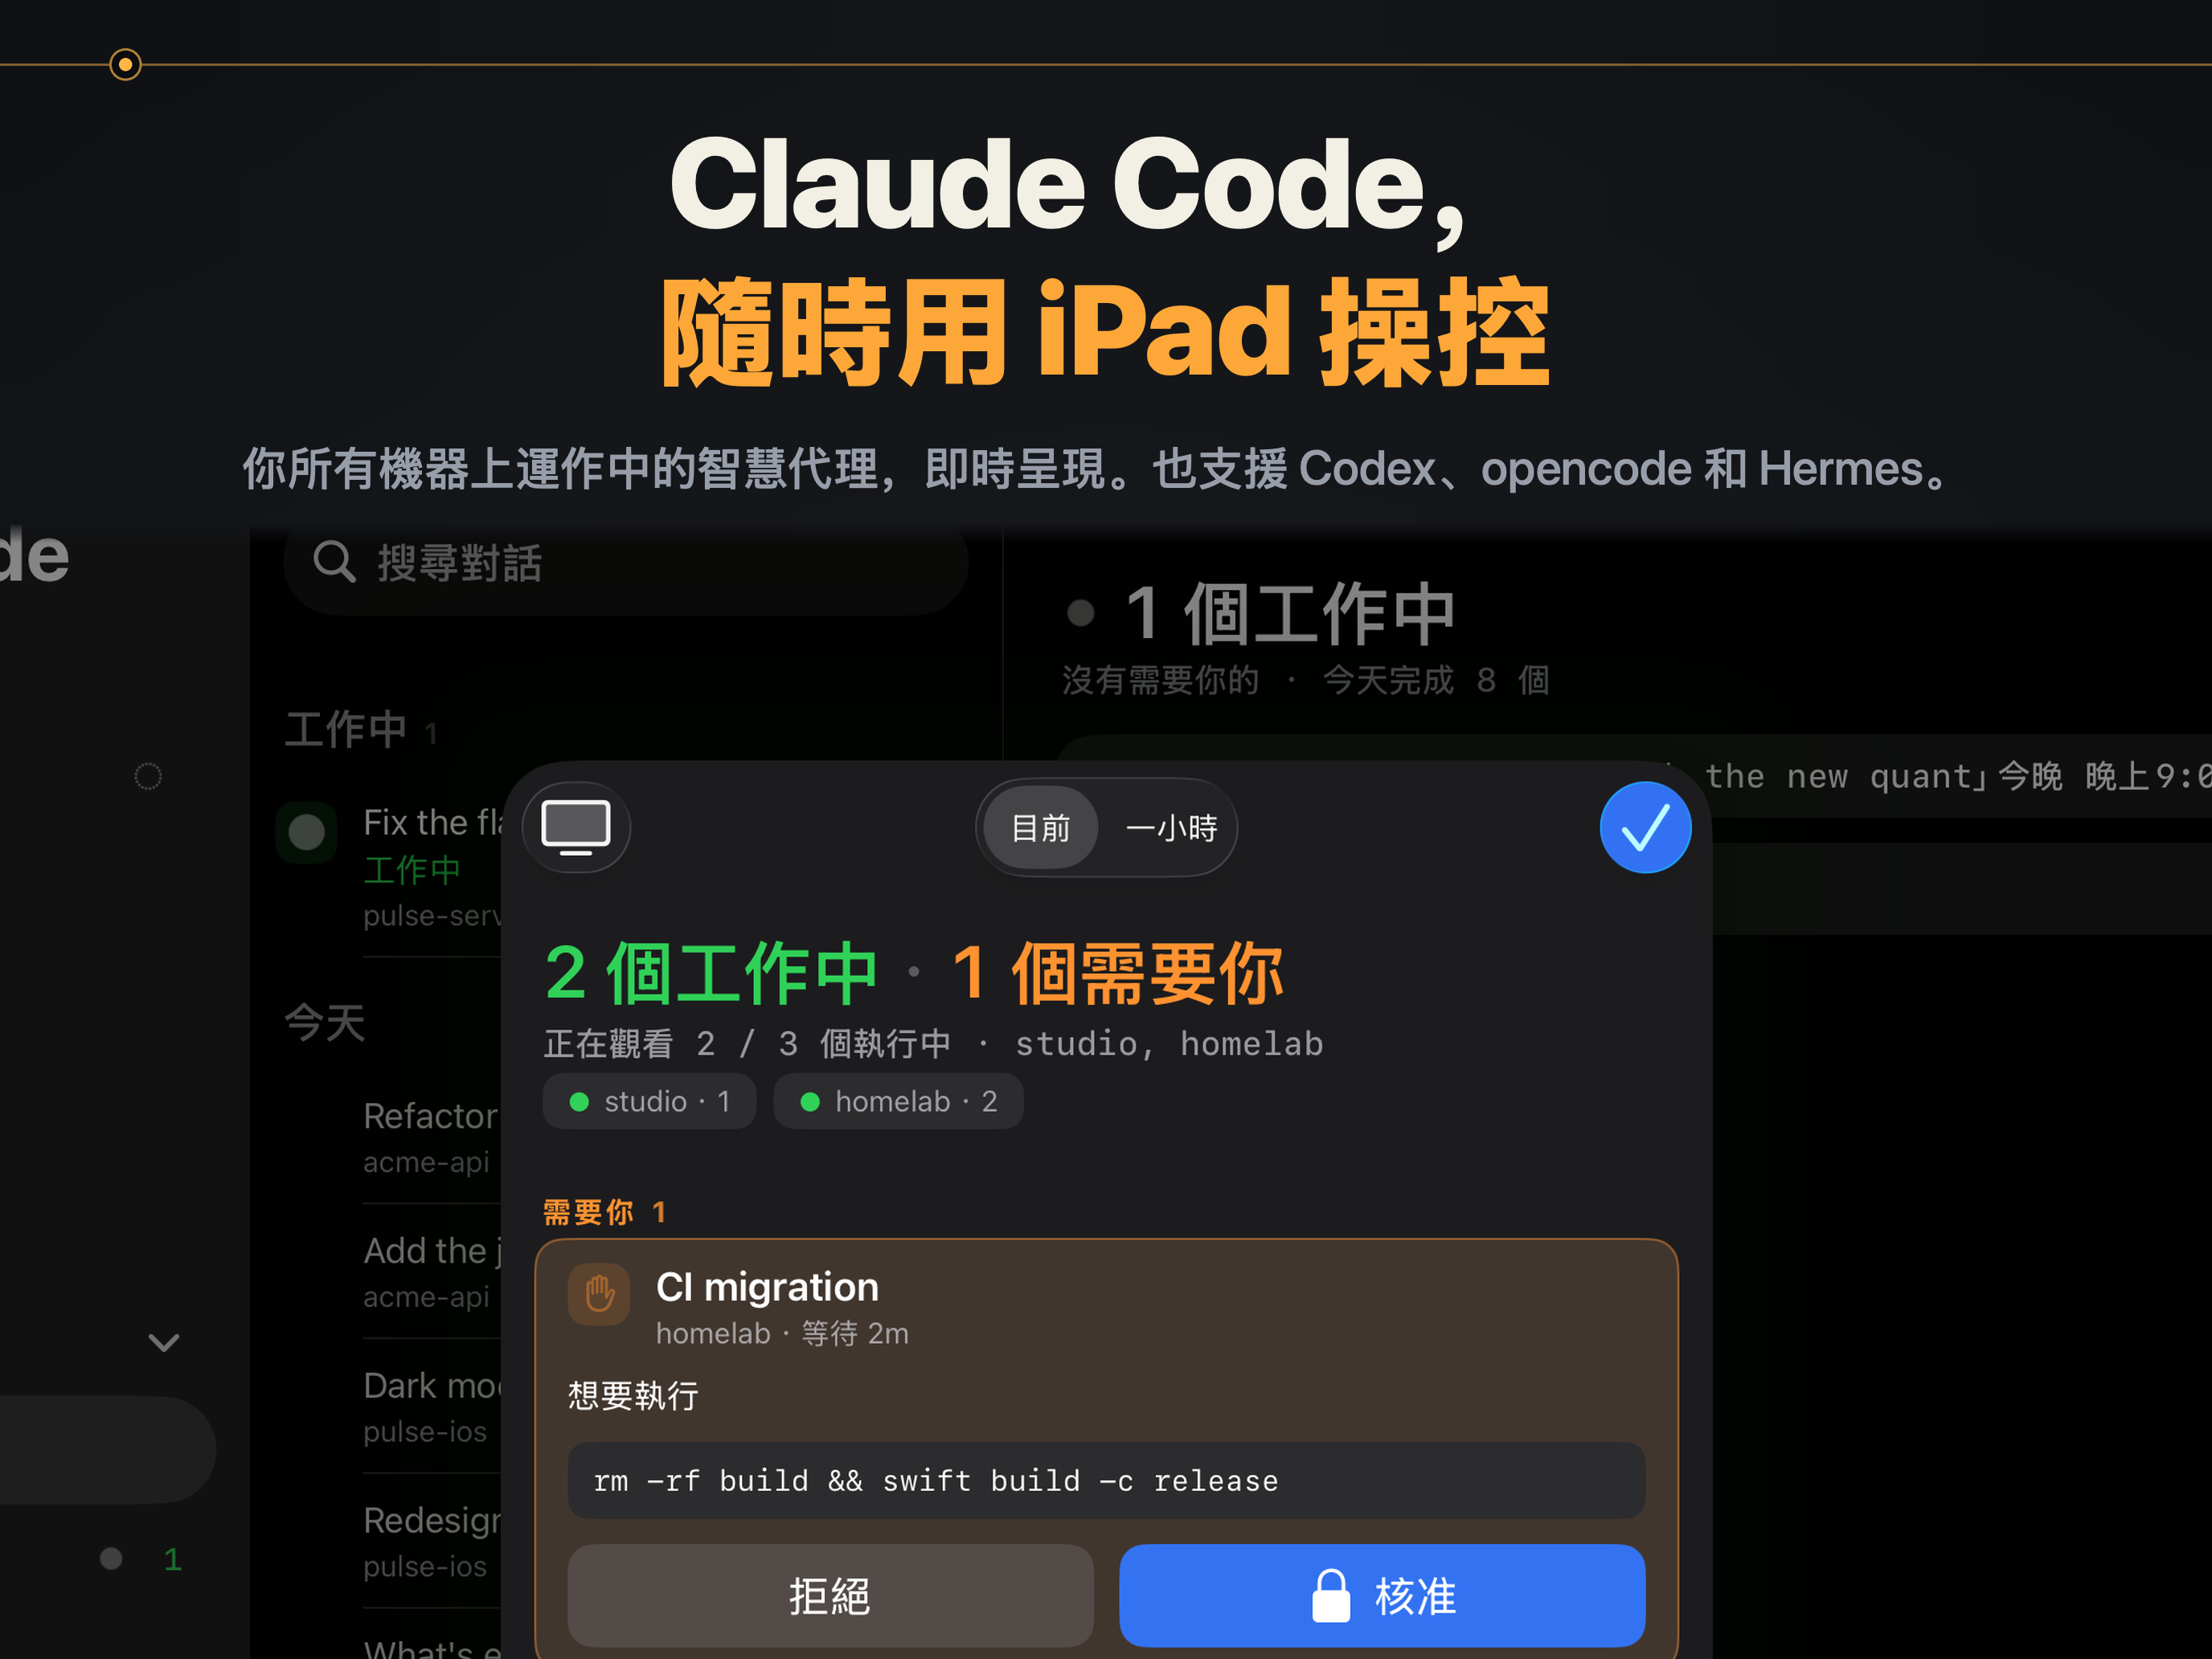 Claude Code,
隨時用 iPad 操控
你所有機器上運作中的智慧代理，即時呈現。也支援 Codex、opencode 和 Hermes。
de
搜尋對話
工作中 1
Fix the
工作中
pulse-serv
今天
Refactor
acme-api
Add the
acme-api
Dark
pulse-ios
Redesign
pulse-ios
What's
1
1 個工作中
沒有需要你的 · 今天完成 8 個
the new quant」今晚 晚上9:0
目前
一小時
2 個工作中 · 1 個需要你
正在觀看 2 / 3 個執行中 · studio, homelab
studio · 1
homelab · 2
需要你 1
CI migration
homelab · 等待 2m
想要執行
rm -rf build && swift build -c release
拒絕
核准